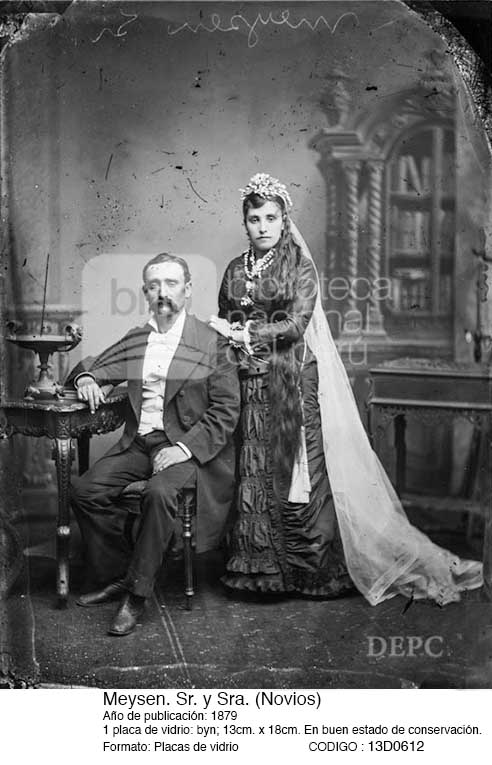 Meysen Sr
DEPC.
Meysen. Sr. y Sra. (Novios)
Año de publicación: 1879
1 placa de vidrio: byn; 13cm. x 18cm. En buen estado de conservación.
Formato: Placas de vidrio CODIGO : 13D0612